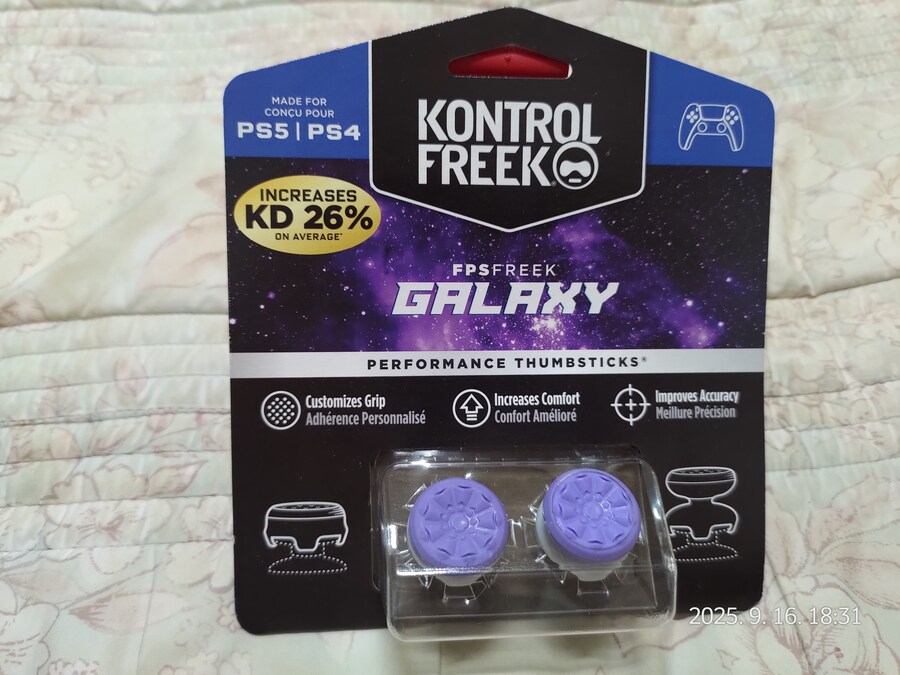 MADE FOR
CONÇU POUR
PS5 | PS4
KONTROL
FREEK
INCREASES
KD 26%
ON AVERAGE*
FPSFREEK
GALAXY
PERFORMANCE THUMBSTICKS®
Customizes Grip
Adhérence Personnalisé
Increases Comfort
Confort Amélioré
Improves Accuracy
Meillure Précision
2025. 9. 16. 18:31